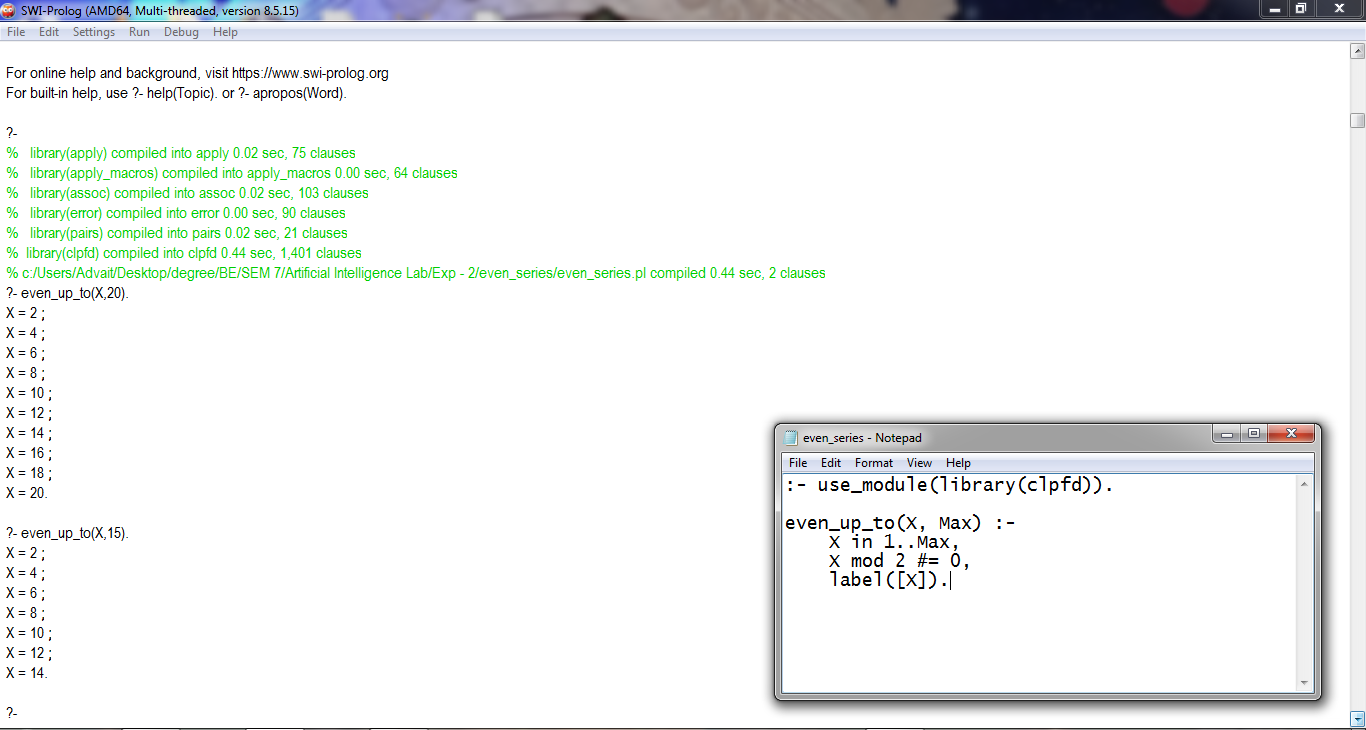 SWI-Prolog (AMD64, Multi-threaded, version 8.5.15)
File Edit Settings Run Debug Help
For online help and background, visit https://www.swi-prolog.org
For built-in help, use ?- help(Topic). or ?- apropos(Word).
?-
% library(apply) compiled into apply 0.02 sec, 75 clauses
% library(apply_macros) compiled into apply_macros 0.00 sec, 64 clauses
% library(assoc) compiled into assoc 0.02 sec, 103 clauses
% library(error) compiled into error 0.00 sec, 90 clauses
% library(pairs) compiled into pairs 0.02 sec, 21 clauses
% library(clpfd) compiled into clpfd 0.44 sec, 1,401 clauses
% c:/Users/Advait/Desktop/degree/BE/SEM 7/Artificial Intelligence Lab/Exp - 2/even_series/even_series.pl compiled 0.44 sec, 2 clauses
?- even_up_to(X,20).
X = 2 ;
X = 4 ;
X = 6 ;
X = 8 ;
X = 10 ;
X = 12 ;
X = 14 ;
X = 16 ;
X = 18 ;
X = 20.
?- even_up_to(X,15).
X = 2 ;
X = 4 ;
X = 6 ;
X = 8 ;
X = 10 ;
X = 12 ;
X = 14.
?-
even_series - Notepad
File Edit Format View Help
:- use_module(library(clpfd)).
even_up_to(X, Max) :-
X in 1..Max,
X mod 2 #= 0,
label([X]).